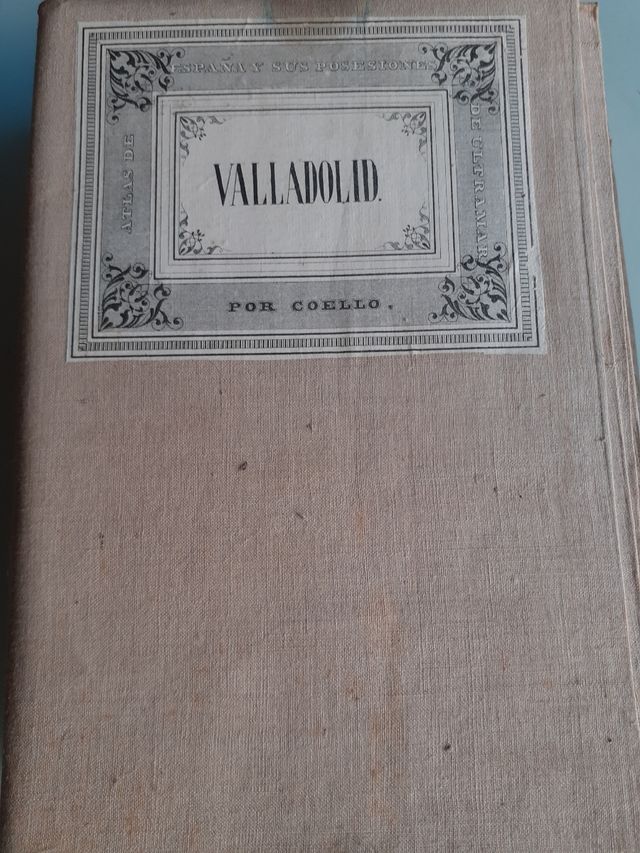 ATLAS DE
ESPAÑA Y SUS POSESIONES
DE ULTRAMAR
VALLADOLID.
POR COELLO.